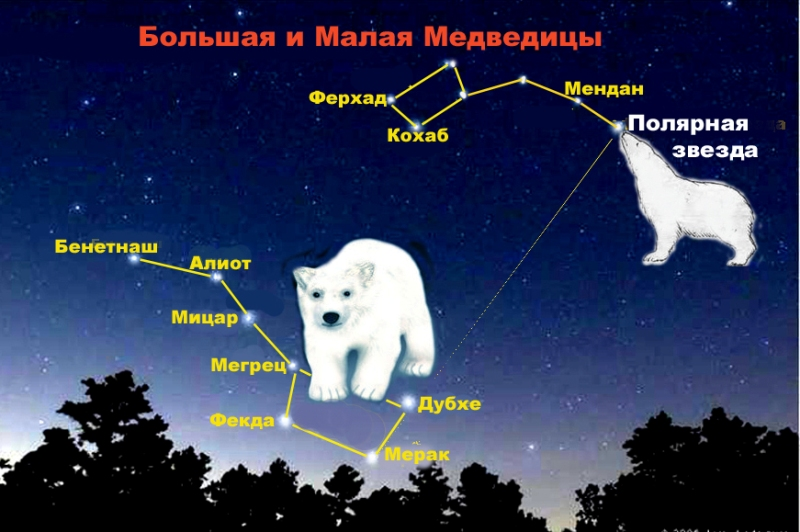 Большая и Малая Медведицы
Мендан
Ферхад
Полярная
звезда
Кохаб
Бенетнаш
Алиот
Мицар
Мегрец
Дубхе
Фекда
Мерак